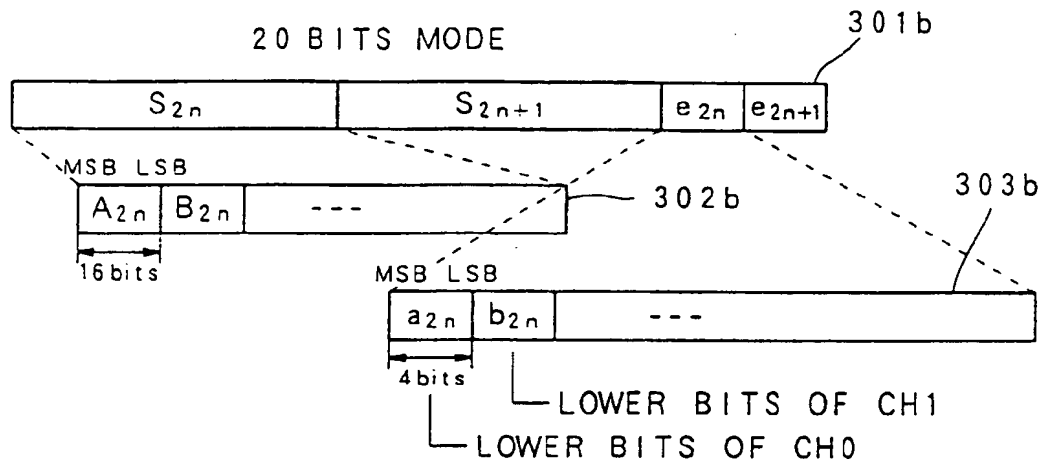 20 BITS MODE
301b
S2n S2n+1 e2n e2n+1
MSB LSB
A2n B2n ---
302b
303b
16bits
MSB LSB
a2n b2n ---
4bits
LOWER BITS OF CH1
LOWER BITS OF CH0